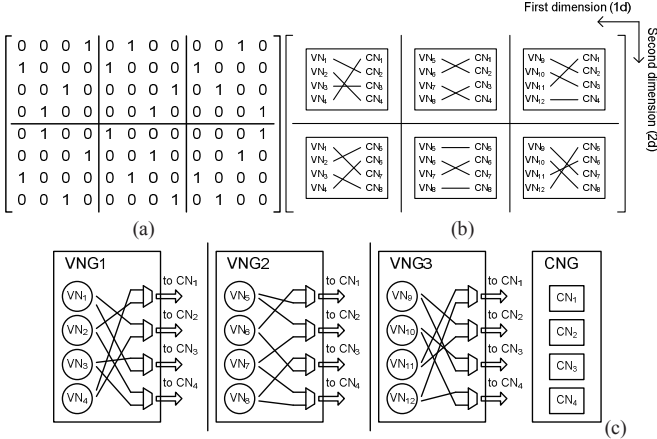 First dimension (1d)
Second dimension (2d)
0 0 0 1 0 1 0 0 0 0 1 0
1 0 0 0 1 0 0 0 1 0 0 0
0 0 1 0 0 0 0 1 0 1 0 0
0 1 0 0 0 0 1 0 0 0 0 1
0 1 0 0 1 0 0 0 0 0 0 1
0 0 0 1 0 0 1 0 0 0 1 0
1 0 0 0 0 1 0 0 0 1 0 0
0 0 1 0 0 0 0 1 1 0 0 0
(a)
VN₁ CN₁
VN₂ CN₂
VN₃ CN₃
VN₄ CN₄
VN₅ CN₁
VN₆ CN₂
VN₇ CN₃
VN₈ CN₄
VN₉ CN₁
VN₁₀ CN₂
VN₁₁ CN₃
VN₁₂ CN₄
VN₁ CN₅
VN₂ CN₆
VN₃ CN₇
VN₄ CN₈
VN₅ CN₅
VN₆ CN₆
VN₇ CN₇
VN₈ CN₈
VN₉ CN₅
VN₁₀ CN₆
VN₁₁ CN₇
VN₁₂ CN₈
(b)
VNG1
VN₁
VN₂
VN₃
VN₄
to CN₁
to CN₂
to CN₃
to CN₄
VNG2
VN₅
VN₆
VN₇
VN₈
to CN₁
to CN₂
to CN₃
to CN₄
VNG3
VN₉
VN₁₀
VN₁₁
VN₁₂
to CN₁
to CN₂
to CN₃
to CN₄
CNG
CN₁
CN₂
CN₃
CN₄
(c)